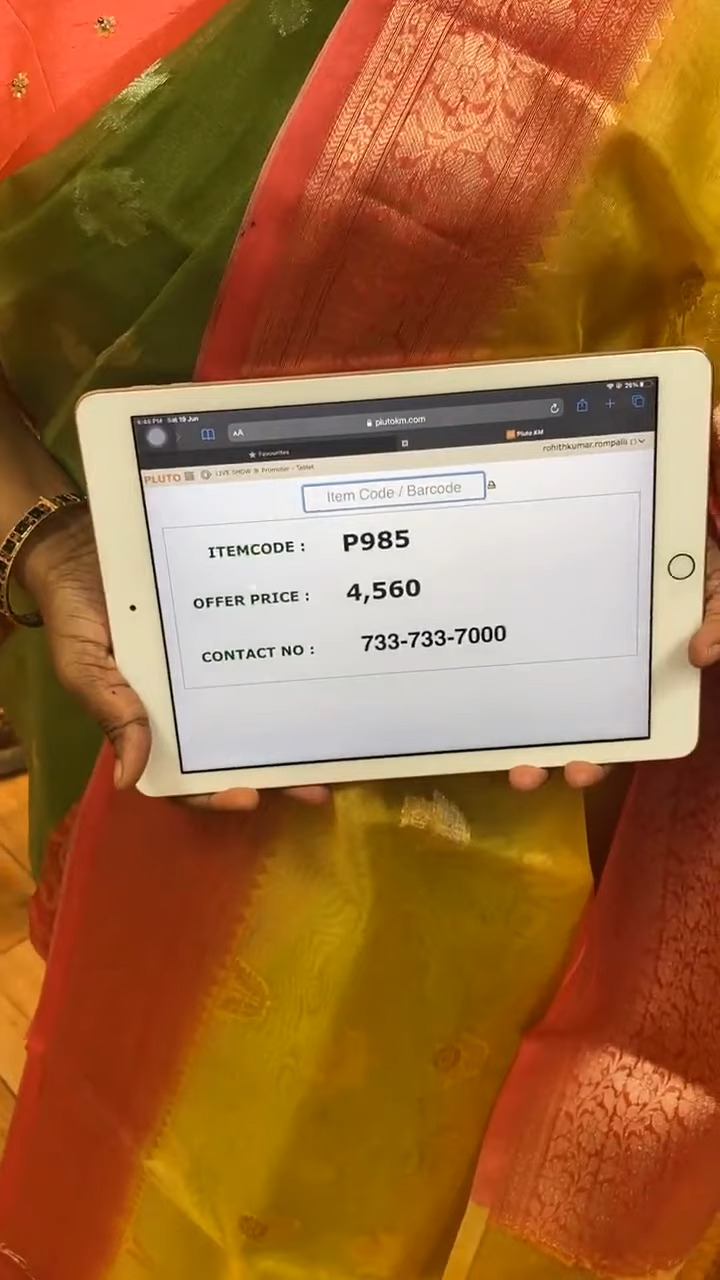 4:46 PM Sat 19 Jun
26%
AA
plutokm.com
Favourites
Pluto KM
PLUTO
LIVE SHOW
Promoter - Tablet
rohithkumar.rompalli ()
Item Code / Barcode
ITEMCODE : P985
OFFER PRICE : 4,560
CONTACT NO : 733-733-7000